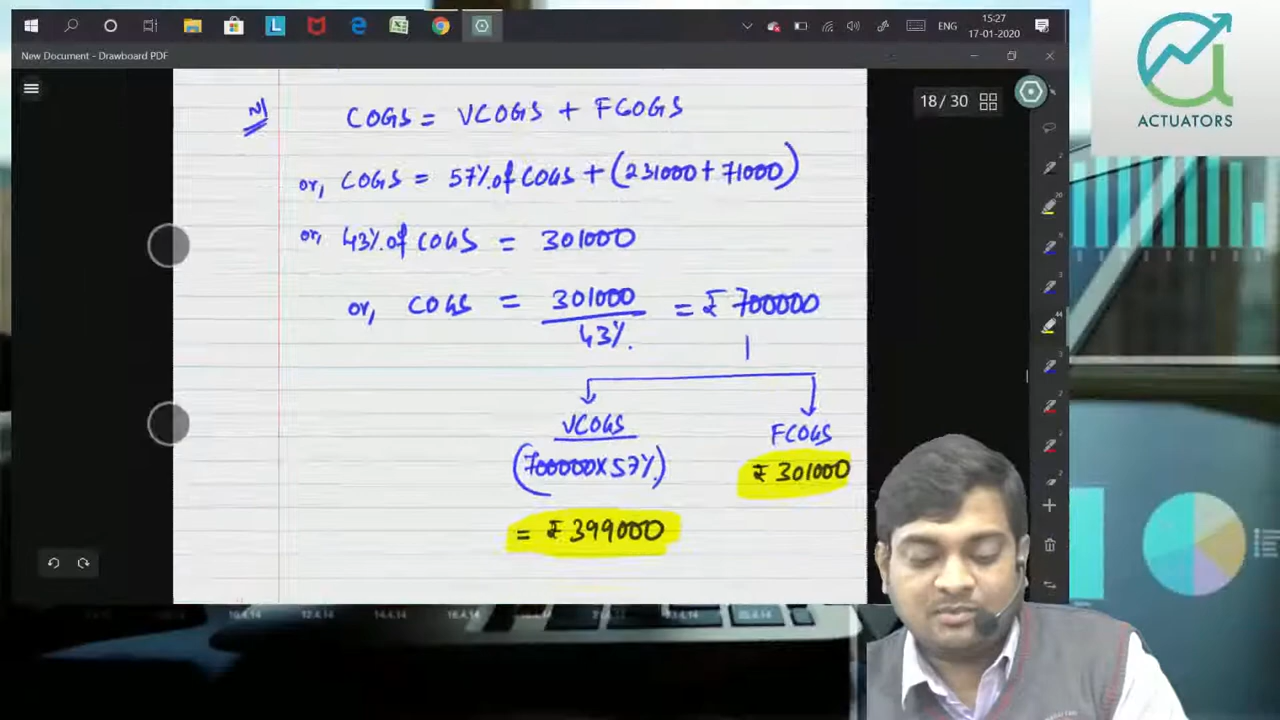 15:27
ENG
17-01-2020
New Document - Drawboard PDF
18 / 30
ACTUATORS
N1
COGS = VCOGS + FCOGS
or, COGS = 57% of COGS + (231000 + 71000)
or, 43% of COGS = 301000
or, COGS = 301000 / 43% = ₹ 700000
VCOGS
FCOGS
(700000 x 57%)
₹ 301000
= ₹ 399000